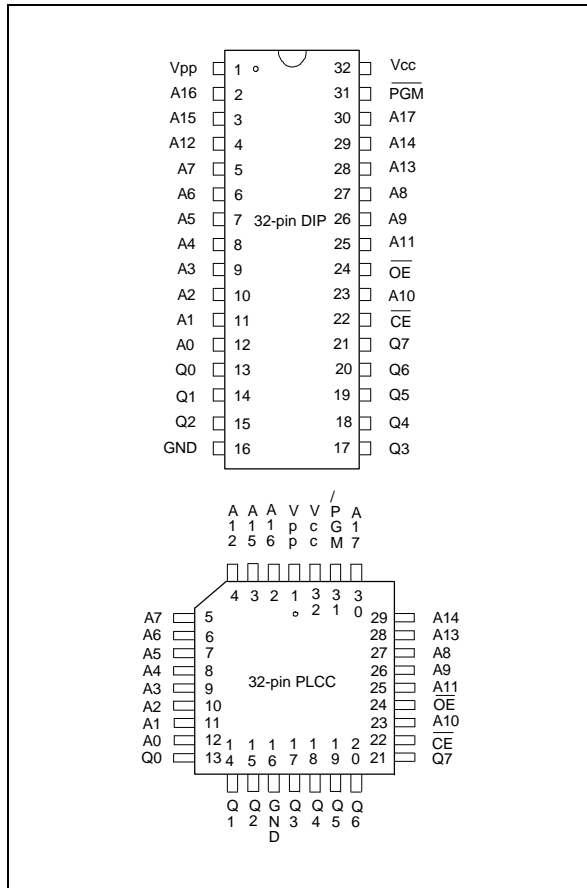 Vpp 1 32 Vcc
A16 2 31 PGM
A15 3 30 A17
A12 4 29 A14
A7 5 28 A13
A6 6 27 A8
A5 7 32-pin DIP 26 A9
A4 8 25 A11
A3 9 24 OE
A2 10 23 A10
A1 11 22 CE
A0 12 21 Q7
Q0 13 20 Q6
Q1 14 19 Q5
Q2 15 18 Q4
GND 16 17 Q3
A12 A15 A16 Vpp Vcc /PGM A17
4 3 2 1 32 31 30
A7 5 29 A14
A6 6 28 A13
A5 7 27 A8
A4 8 26 A9
A3 9 32-pin PLCC 25 A11
A2 10 24 OE
A1 11 23 A10
A0 12 22 CE
Q0 13 21 Q7
14 15 16 17 18 19 20
Q1 Q2 GND Q3 Q4 Q5 Q6